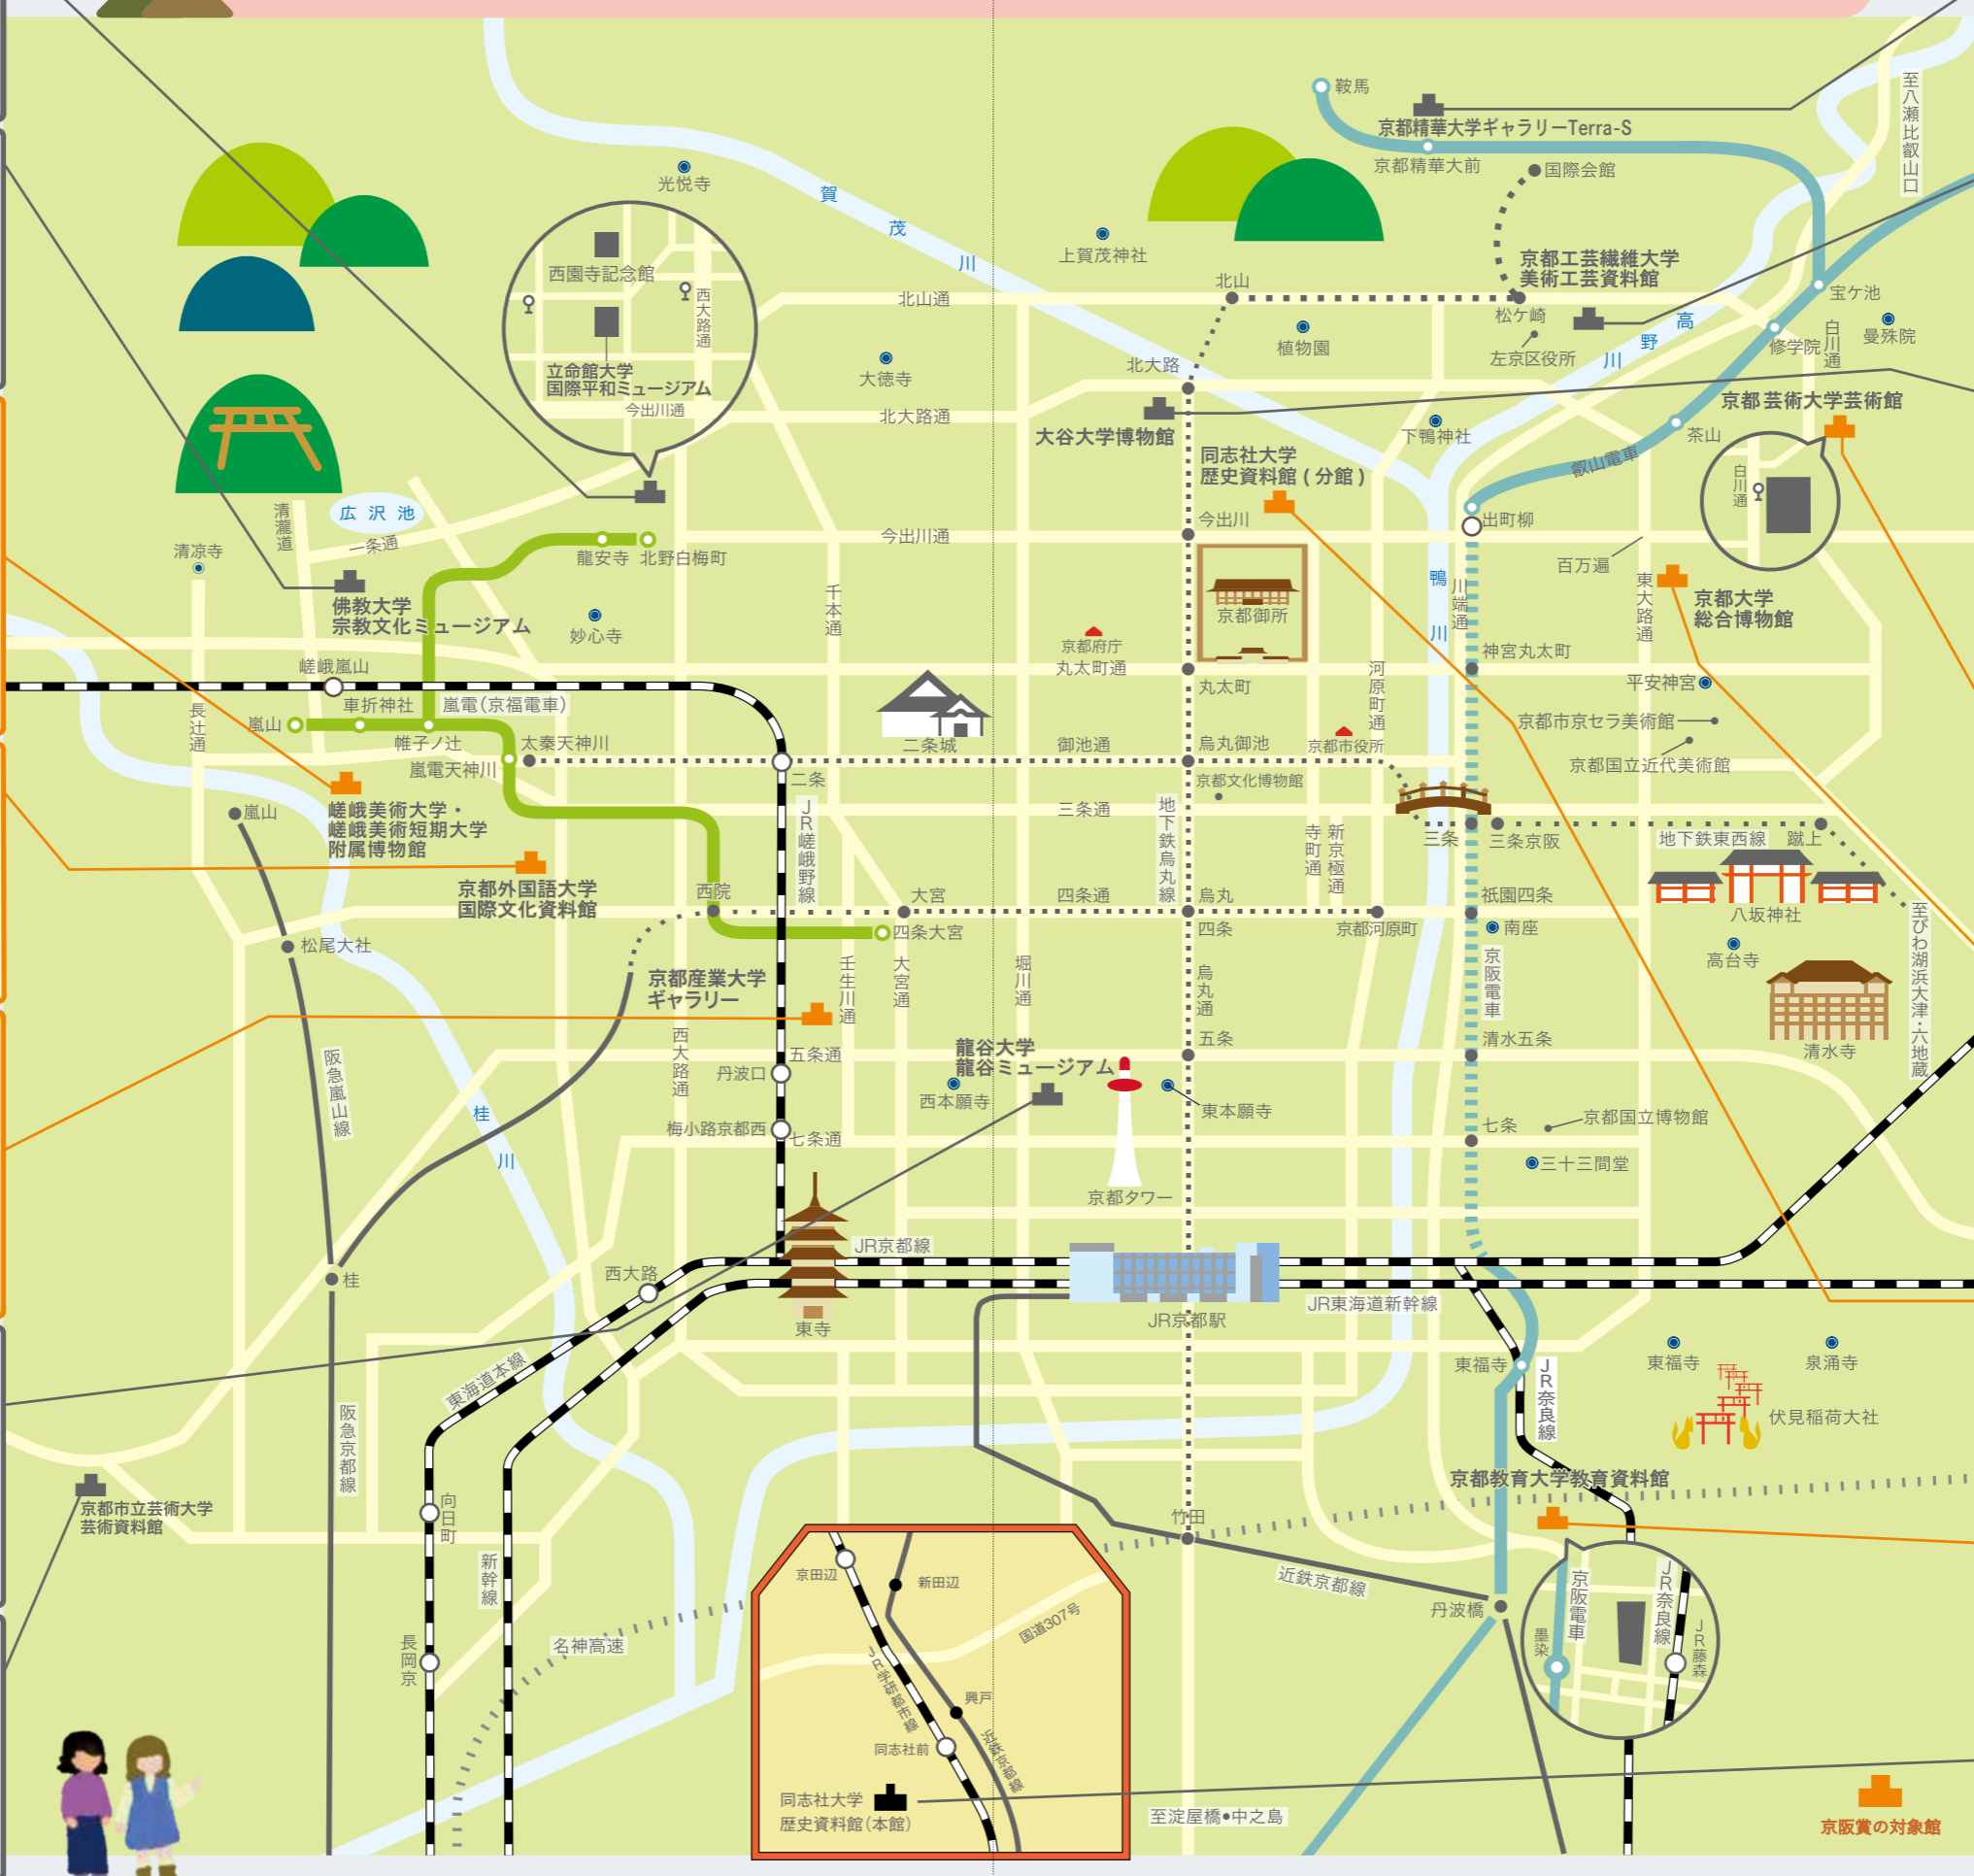 鞍馬
京都精華大学ギャラリーTerra-S
京都精華大前
国際会館
至八瀬比叡山口
光悦寺
賀茂川
上賀茂神社
西園寺記念館
西大路通
立命館大学
国際平和ミュージアム
今出川通
北山通
北山
京都工芸繊維大学
美術工芸資料館
松ケ崎
左京区役所
植物園
高野川
宝ケ池
修学院
白川通
曼殊院
大徳寺
北大路
北大路通
大谷大学博物館
下鴨神社
茶山
叡山電車
京都芸術大学芸術館
白川通
同志社大学
歴史資料館(分館)
広沢池
清瀧道
一条通
清凉寺
龍安寺
北野白梅町
今出川通
今出川
出町柳
百万遍
東大路通
京都大学
総合博物館
佛教大学
宗教文化ミュージアム
妙心寺
千本通
京都御所
鴨川
川端通
京都府庁
丸太町通
丸太町
神宮丸太町
河原町通
平安神宮
嵯峨嵐山
車折神社
嵐電(京福電車)
長辻通
嵐山
帷子ノ辻
太秦天神川
嵐電天神川
二条城
二条
御池通
烏丸御池
京都市役所
京都市京セラ美術館
京都国立近代美術館
京都文化博物館
嵐山
嵯峨美術大学・
嵯峨美術短期大学
附属博物館
JR嵯峨野線
三条通
地下鉄烏丸線
寺町通
新京極通
三条
三条京阪
地下鉄東西線
蹴上
京都外国語大学
国際文化資料館
西院
大宮
四条通
烏丸
四条
京都河原町
祇園四条
南座
八坂神社
松尾大社
四条大宮
京都産業大学
ギャラリー
壬生川通
大宮通
堀川通
烏丸通
京阪電車
高台寺
至びわ湖浜大津・六地蔵
阪急嵐山線
西大路通
五条通
五条
清水五条
清水寺
丹波口
龍谷大学
龍谷ミュージアム
西本願寺
東本願寺
桂川
梅小路京都西
七条通
七条
京都国立博物館
三十三間堂
京都タワー
JR京都線
西大路
桂
東寺
JR京都駅
JR東海道新幹線
東海道本線
東福寺
JR奈良線
東福寺
泉涌寺
伏見稲荷大社
阪急京都線
京都市立芸術大学
芸術資料館
向日町
新幹線
京都教育大学教育資料館
竹田
近鉄京都線
丹波橋
京阪電車
JR奈良線
墨染
JR藤森
名神高速
長岡京
京田辺
新田辺
国道307号
JR学研都市線
興戸
同志社前
近鉄京都線
同志社大学
歴史資料館(本館)
至淀屋橋•中之島
京阪賞の対象館